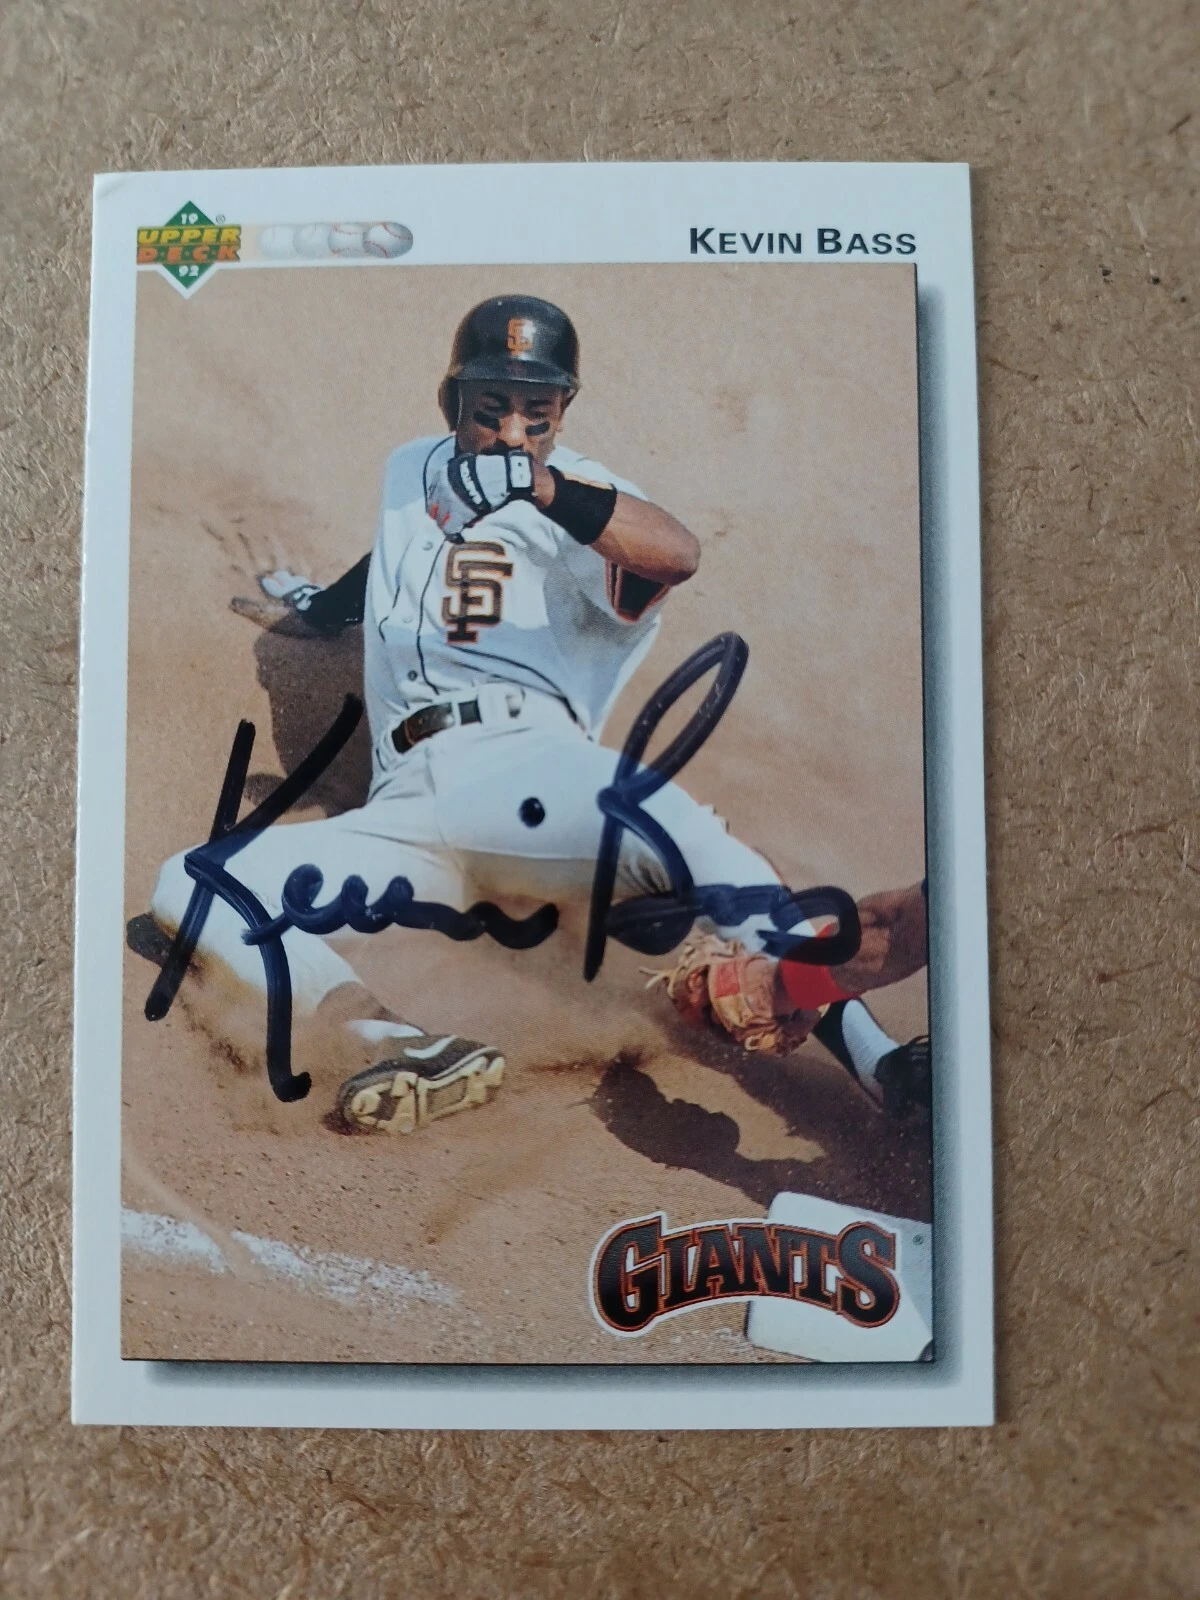 19
UPPER
DECK
92
®
KEVIN BASS
SF
SF
Kevin Bass
GIANTS®